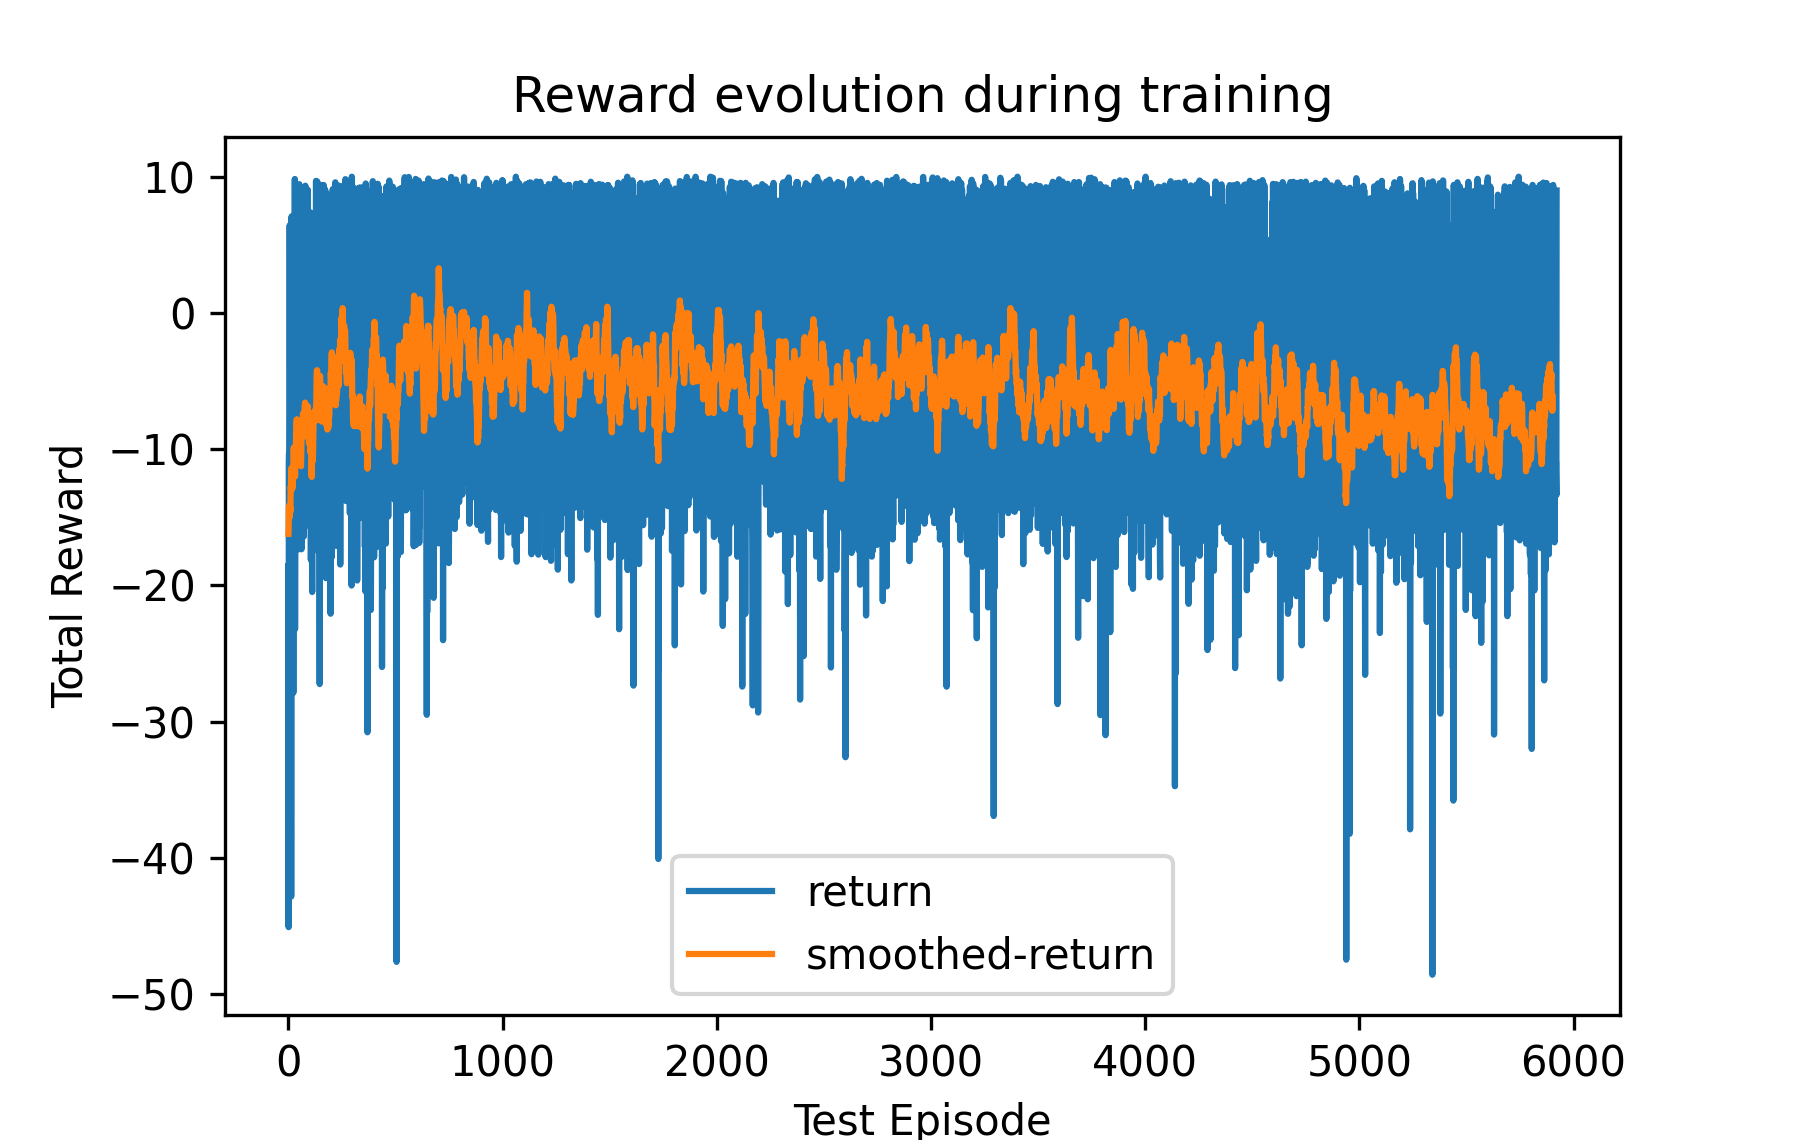 Reward evolution during training
10
0
−10
−20
−30
−40
−50
Total Reward
return
smoothed-return
0 1000 2000 3000 4000 5000 6000
Test Episode